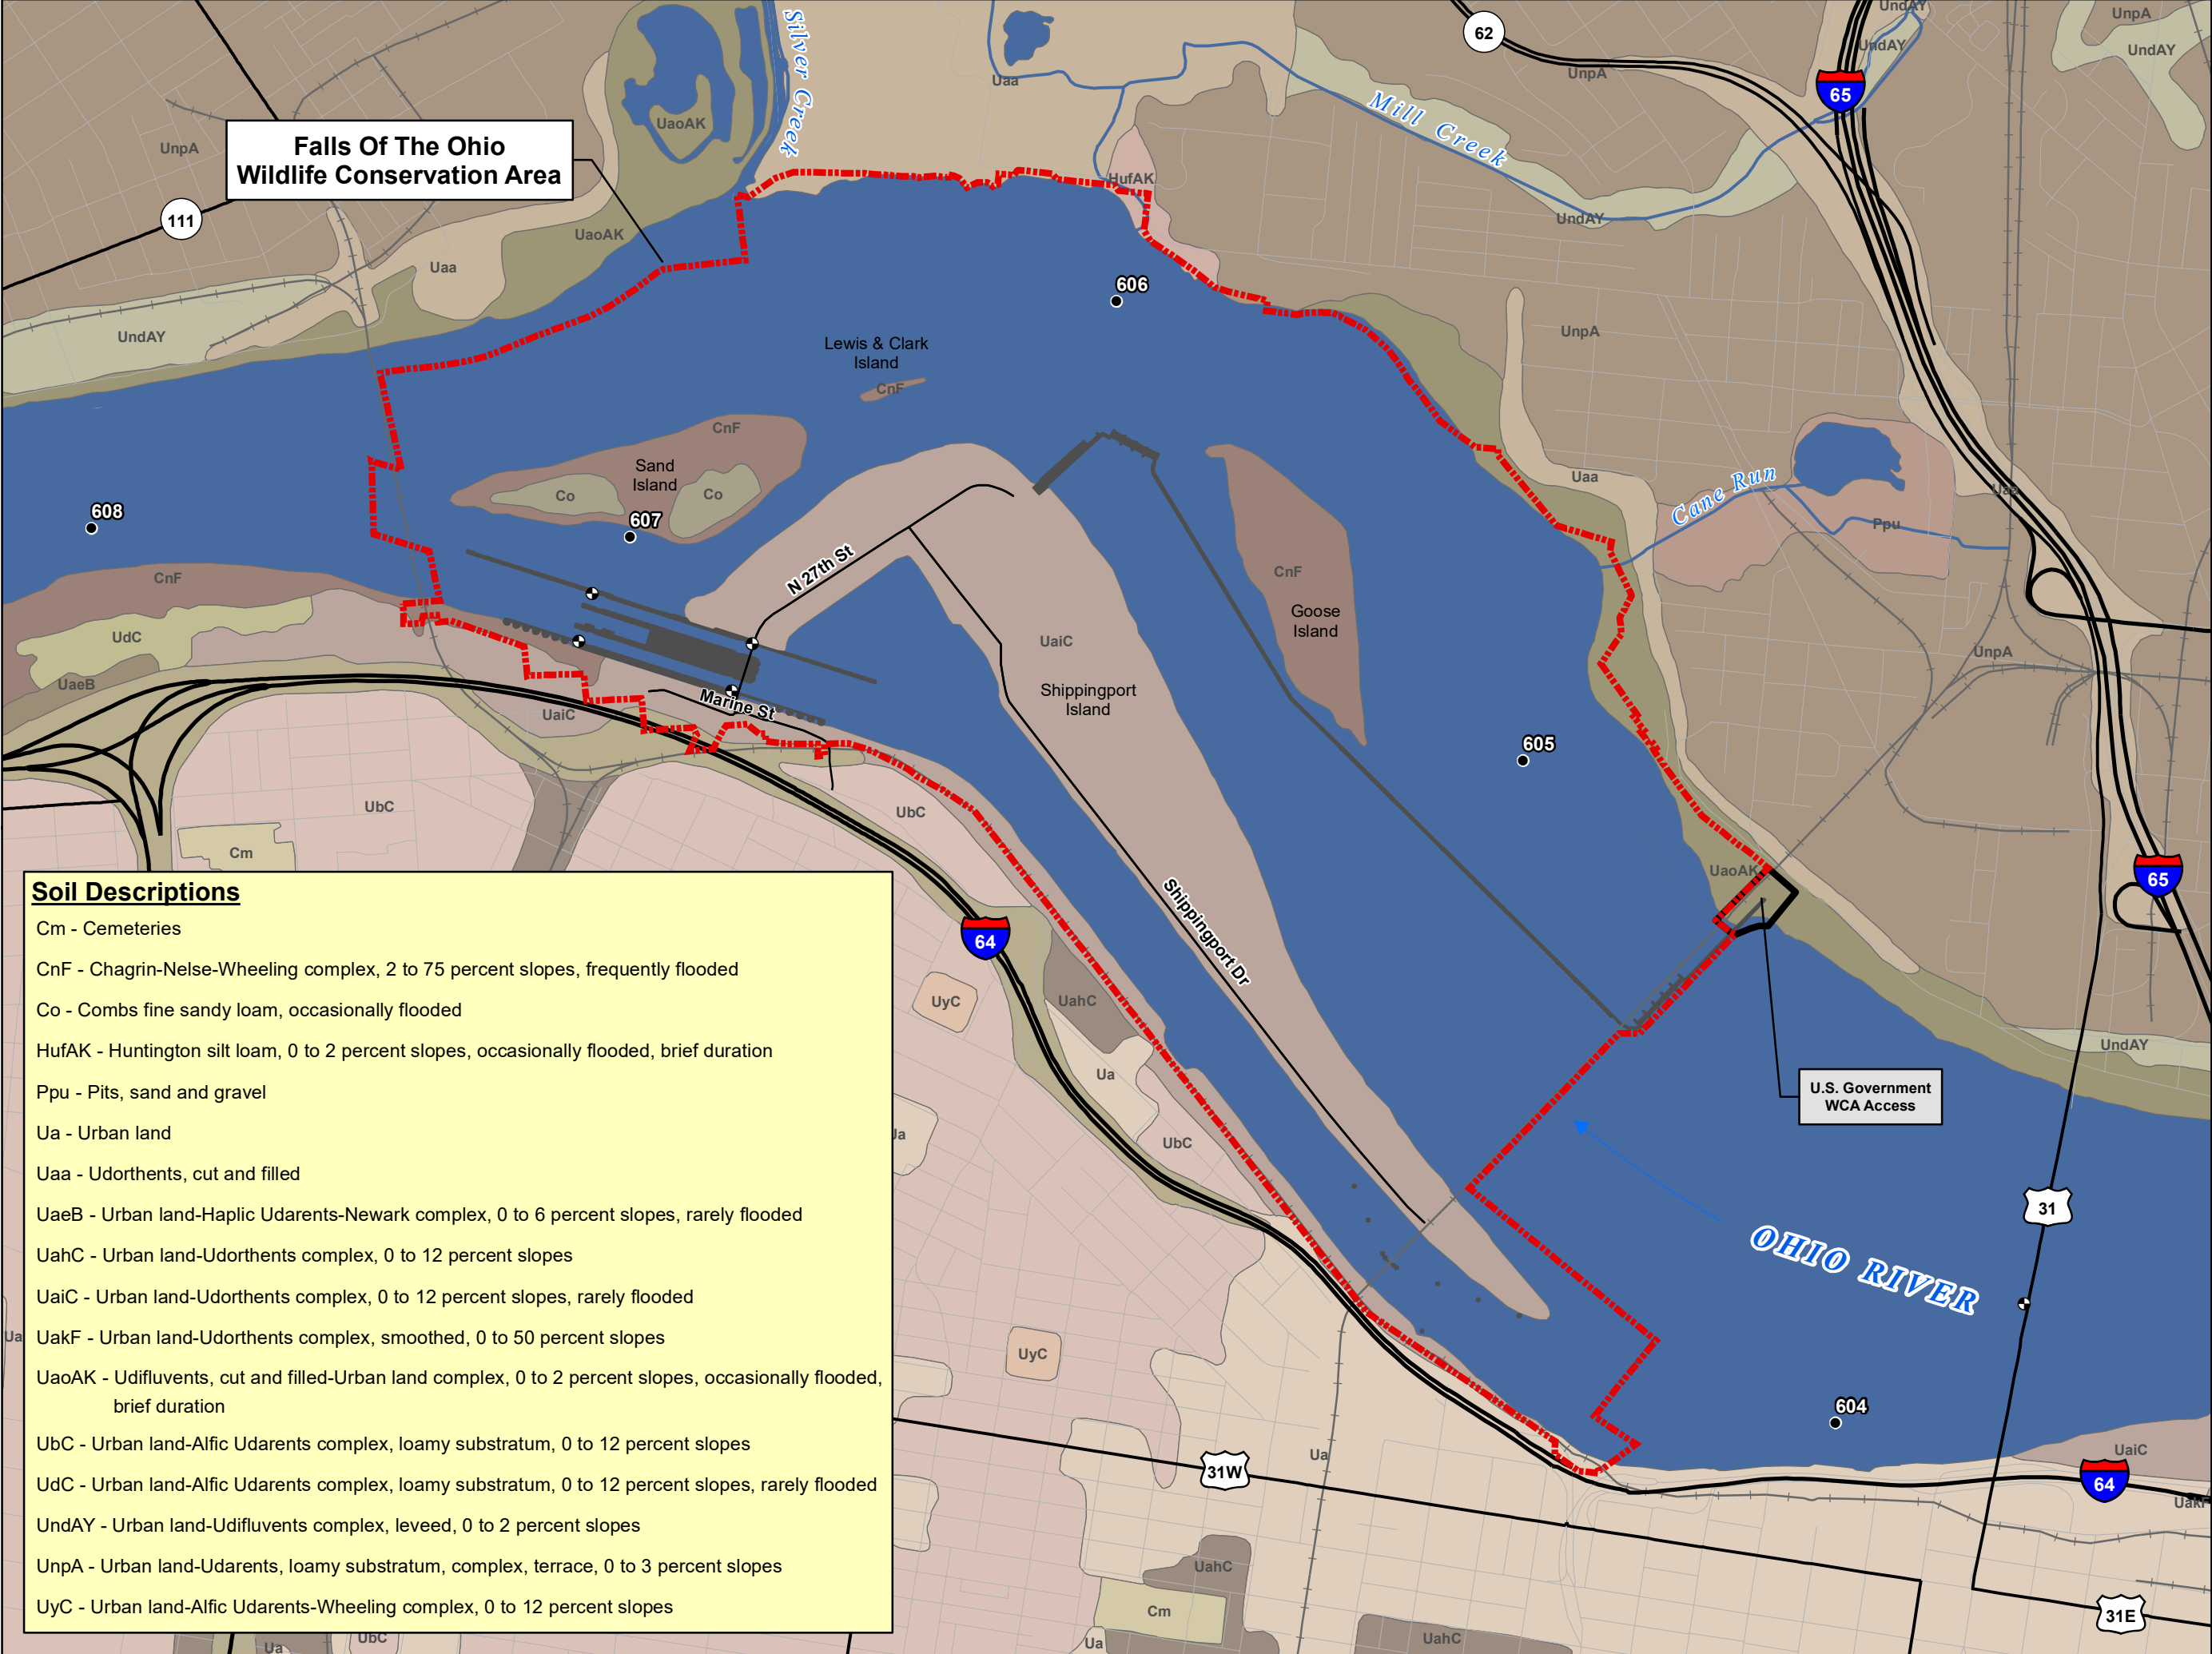 Silver Creek
62
UndAY
UnpA
UndAY
UndAY
UnpA
65
Uaa
Mill Creek
UaoAK
UnpA
Falls Of The Ohio
Wildlife Conservation Area
HufAK
111
UndAY
UaoAK
Uaa
606
UndAY
UnpA
Lewis & Clark
Island
CnF
CnF
Sand
Island
Co
Co
607
608
Uaa
Cane Run
Uaa
Ppu
N 27th St
CnF
CnF
Goose
Island
UdC
UaiC
UnpA
UaeB
Shippingport
Island
Marine St
UaiC
605
UbC
UbC
Cm
UaoAK
65
Shippingport Dr
64
UyC
UahC
UndAY
Ua
U.S. Government
WCA Access
UbC
31
OHIO RIVER
UyC
604
Ua
UaiC
31W
64
UahC
Cm
31E
Ua
UahC
Ua
UbC
Ua
Soil Descriptions
Cm - Cemeteries
CnF - Chagrin-Nelse-Wheeling complex, 2 to 75 percent slopes, frequently flooded
Co - Combs fine sandy loam, occasionally flooded
HufAK - Huntington silt loam, 0 to 2 percent slopes, occasionally flooded, brief duration
Ppu - Pits, sand and gravel
Ua - Urban land
Uaa - Udorthents, cut and filled
UaeB - Urban land-Haplic Udarents-Newark complex, 0 to 6 percent slopes, rarely flooded
UahC - Urban land-Udorthents complex, 0 to 12 percent slopes
UaiC - Urban land-Udorthents complex, 0 to 12 percent slopes, rarely flooded
UakF - Urban land-Udorthents complex, smoothed, 0 to 50 percent slopes
UaoAK - Udifluvents, cut and filled-Urban land complex, 0 to 2 percent slopes, occasionally flooded,
brief duration
UbC - Urban land-Alfic Udarents complex, loamy substratum, 0 to 12 percent slopes
UdC - Urban land-Alfic Udarents complex, loamy substratum, 0 to 12 percent slopes, rarely flooded
UndAY - Urban land-Udifluvents complex, leveed, 0 to 2 percent slopes
UnpA - Urban land-Udarents, loamy substratum, complex, terrace, 0 to 3 percent slopes
UyC - Urban land-Alfic Udarents-Wheeling complex, 0 to 12 percent slopes